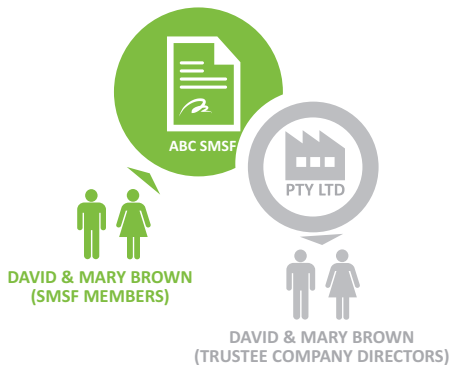 ABC SMSF
PTY LTD
DAVID & MARY BROWN
(SMSF MEMBERS)
DAVID & MARY BROWN
(TRUSTEE COMPANY DIRECTORS)